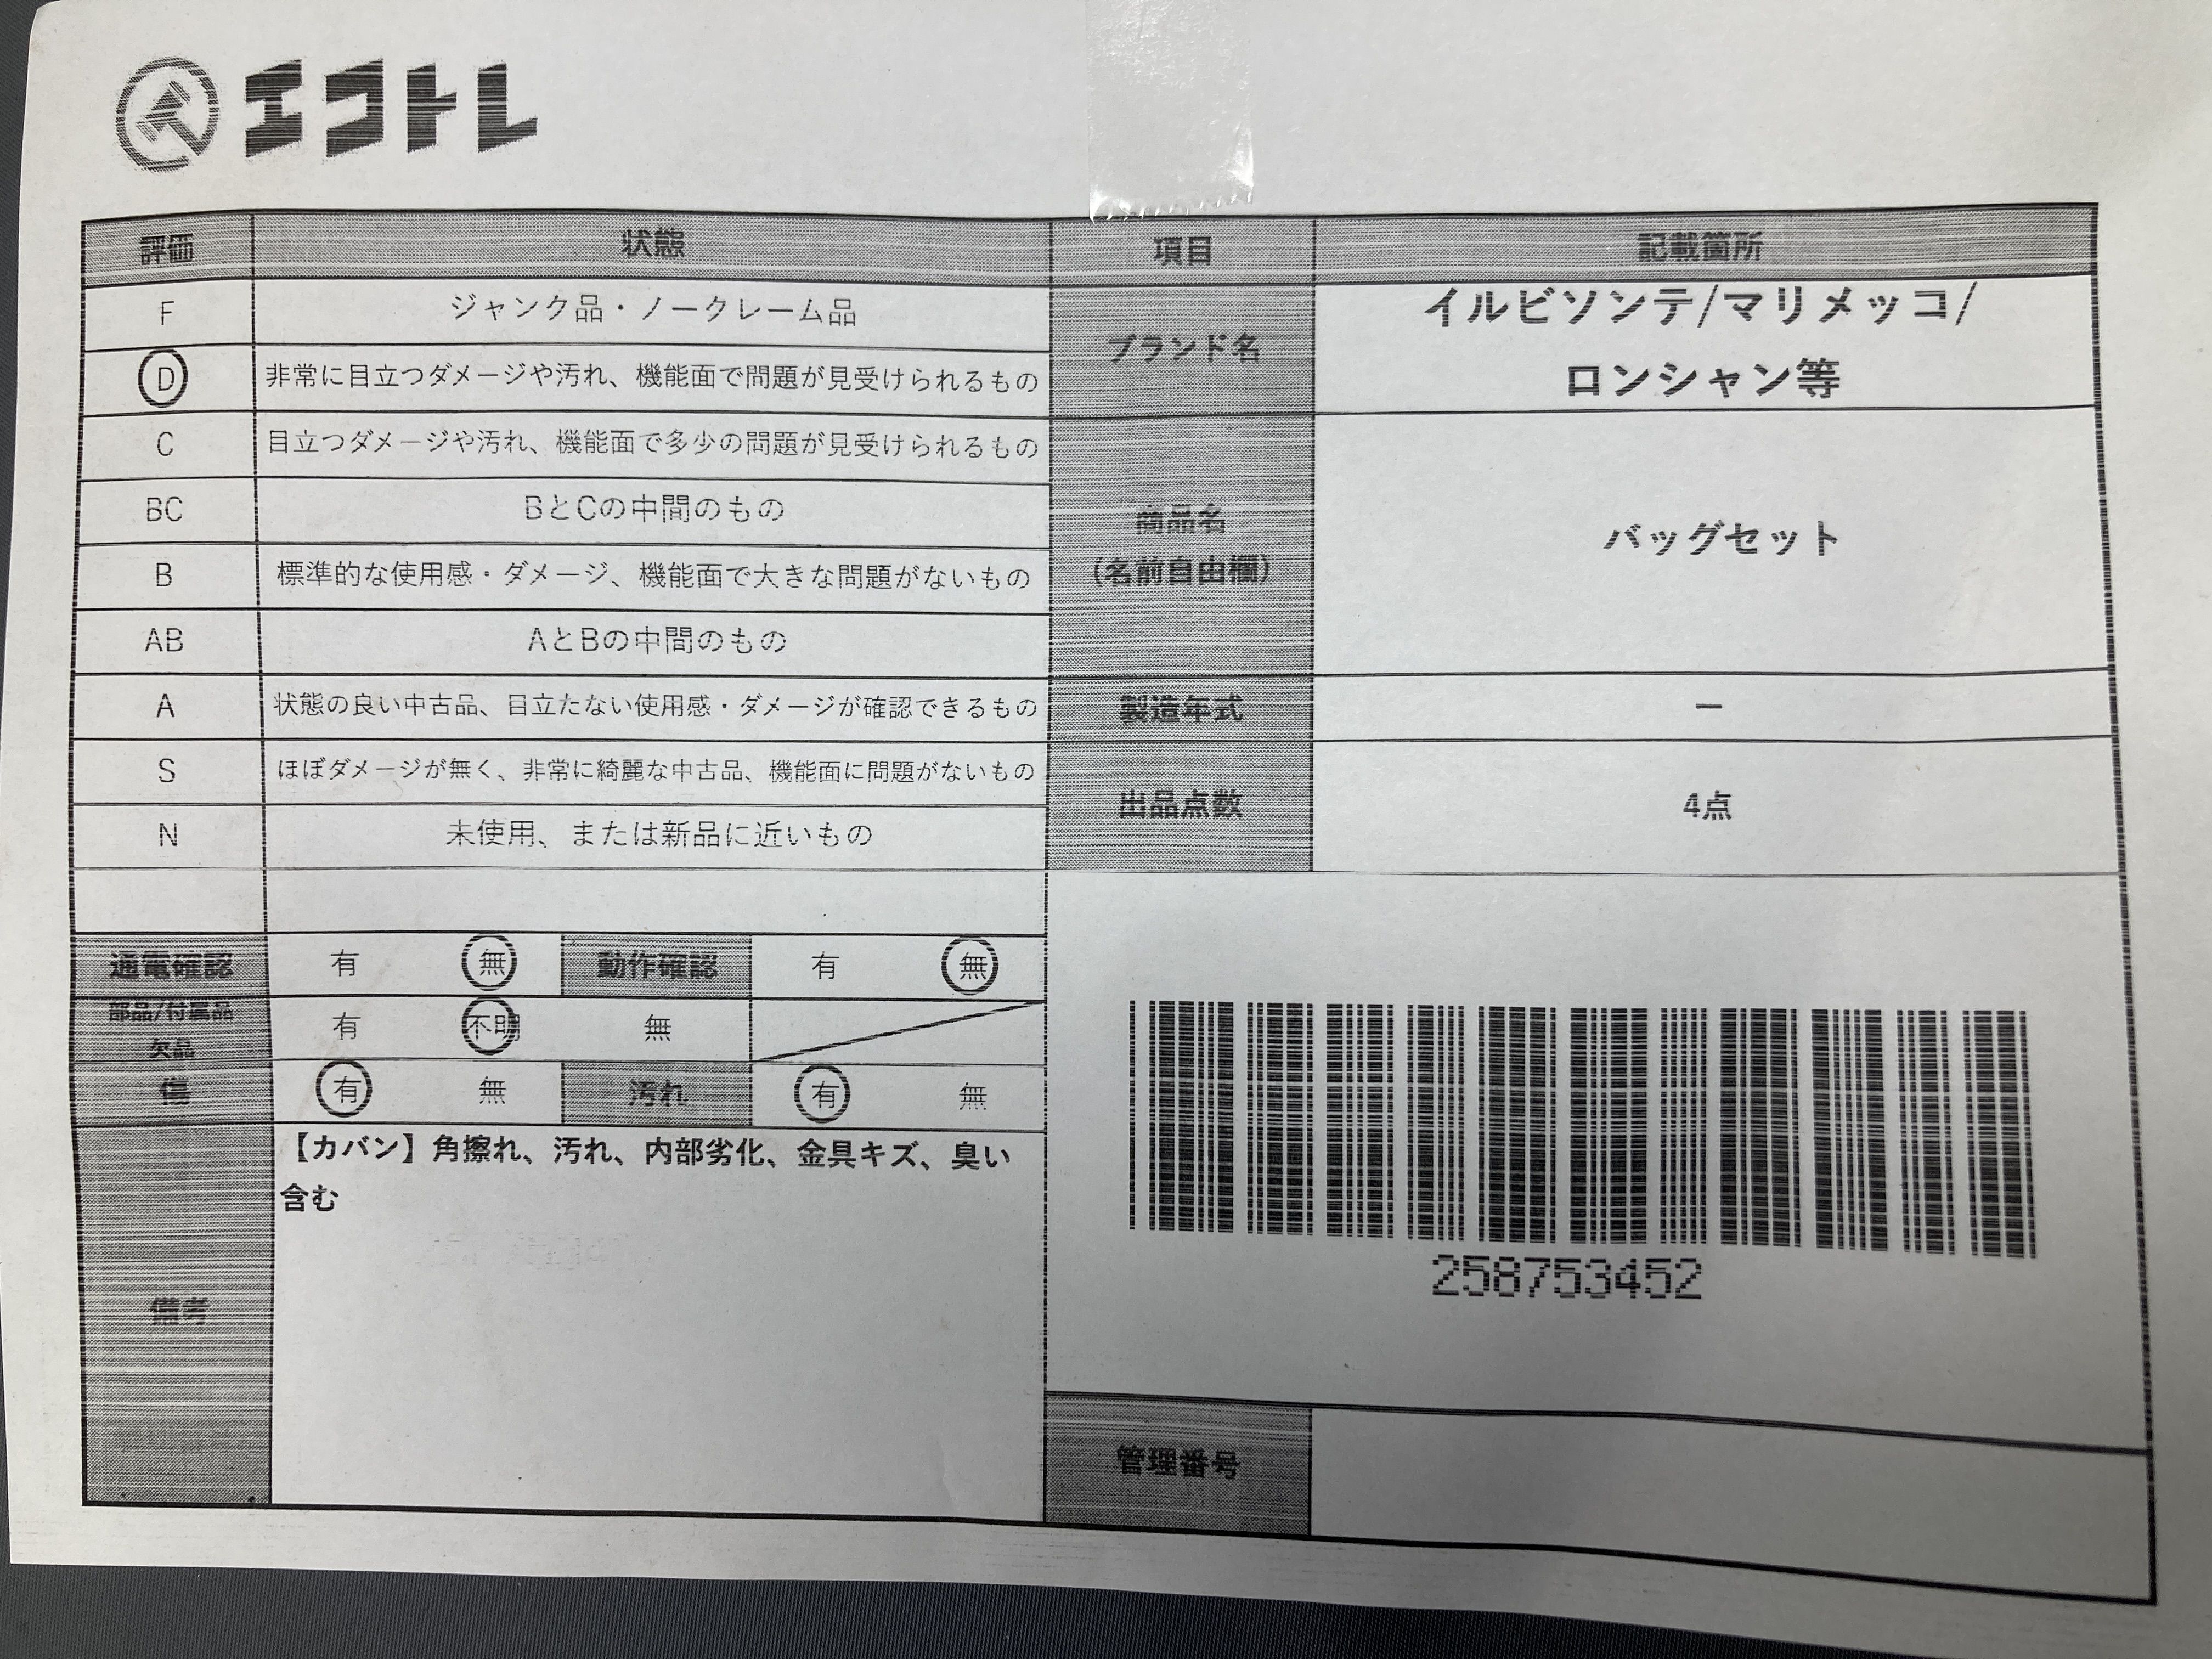 エコトレ
評価 状態 項目 記載箇所
F ジャンク品・ノークレーム品
D 非常に目立つダメージや汚れ、機能面で問題が見受けられるもの
C 目立つダメージや汚れ、機能面で多少の問題が見受けられるもの
BC BとCの中間のもの
B 標準的な使用感・ダメージ、機能面で大きな問題がないもの
AB AとBの中間のもの
A 状態の良い中古品、目立たない使用感・ダメージが確認できるもの
S ほぼダメージが無く、非常に綺麗な中古品、機能面に問題がないもの
N 未使用、または新品に近いもの
ブランド名
イルビソンテ/マリメッコ/
ロンシャン等
商品名
(名前自由欄)
バッグセット
製造年式 ー
出品点数 4点
通電確認 有 無 動作確認 有 無
部品/付属品
欠品
有 不明 無
傷 有 無 汚れ 有 無
備考
【カバン】角擦れ、汚れ、内部劣化、金具キズ、臭い
含む
258753452
管理番号